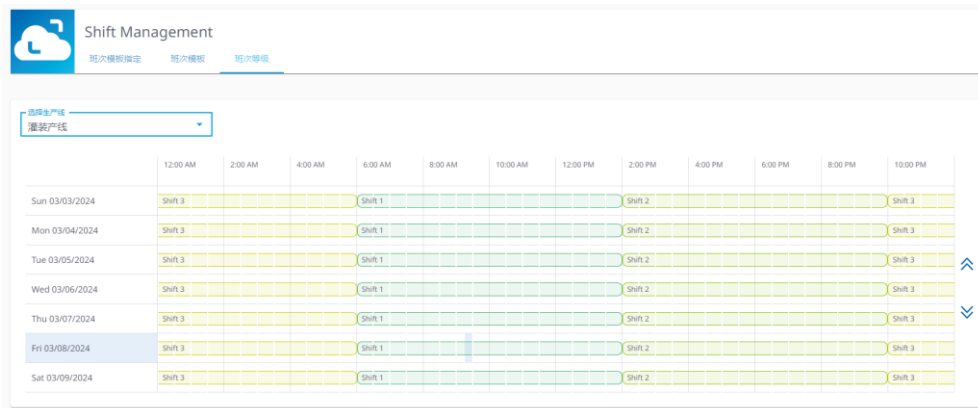 Shift Management
班次模板指定 班次模板 班次等级
选择生产线
灌装产线
12:00 AM 2:00 AM 4:00 AM 6:00 AM 8:00 AM 10:00 AM 12:00 PM 2:00 PM 4:00 PM 6:00 PM 8:00 PM 10:00 PM
Sun 03/03/2024 Shift 3 Shift 1 Shift 2 Shift 3
Mon 03/04/2024 Shift 3 Shift 1 Shift 2 Shift 3
Tue 03/05/2024 Shift 3 Shift 1 Shift 2 Shift 3
Wed 03/06/2024 Shift 3 Shift 1 Shift 2 Shift 3
Thu 03/07/2024 Shift 3 Shift 1 Shift 2 Shift 3
Fri 03/08/2024 Shift 3 Shift 1 Shift 2 Shift 3
Sat 03/09/2024 Shift 3 Shift 1 Shift 2 Shift 3